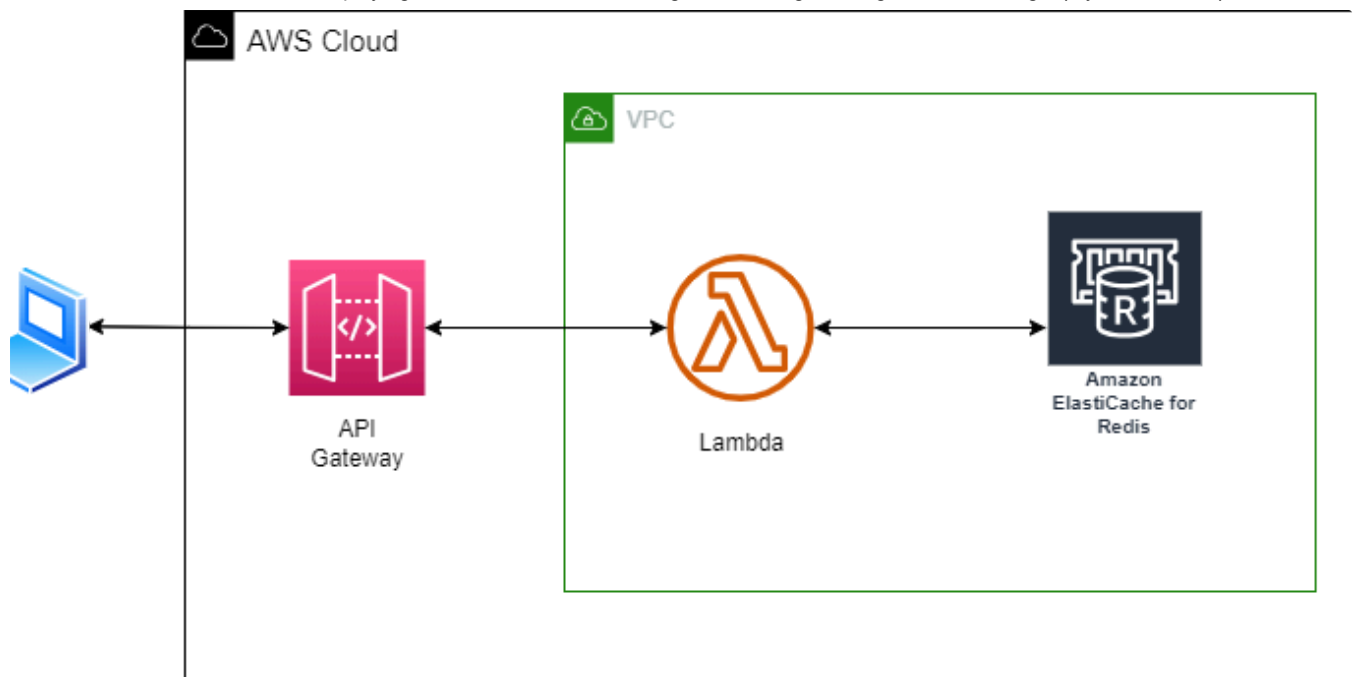 AWS Cloud
VPC
</>
R
API
Gateway
Lambda
Amazon
ElastiCache for
Redis